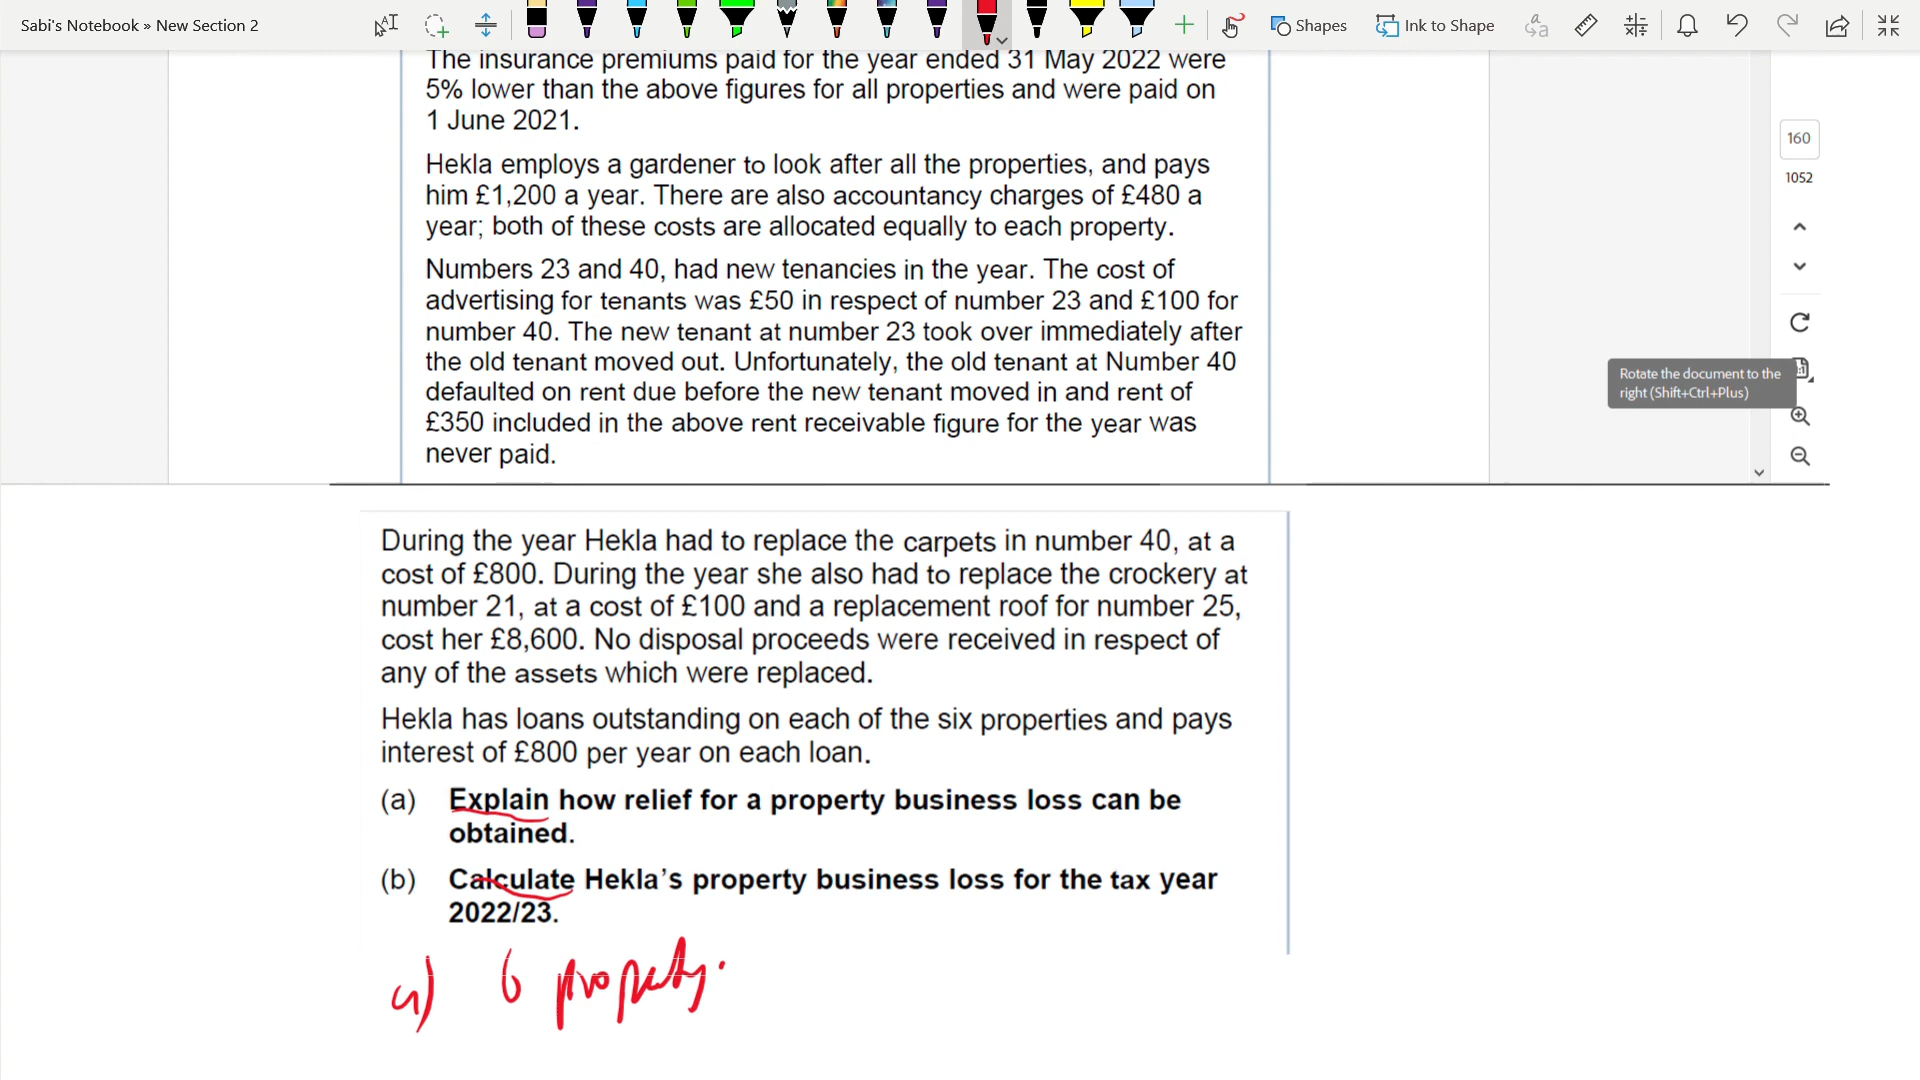 Sabi's Notebook » New Section 2
Shapes
Ink to Shape
The insurance premiums paid for the year ended 31 May 2022 were
5% lower than the above figures for all properties and were paid on
1 June 2021.
Hekla employs a gardener to look after all the properties, and pays
him £1,200 a year. There are also accountancy charges of £480 a
year; both of these costs are allocated equally to each property.
Numbers 23 and 40, had new tenancies in the year. The cost of
advertising for tenants was £50 in respect of number 23 and £100 for
number 40. The new tenant at number 23 took over immediately after
the old tenant moved out. Unfortunately, the old tenant at Number 40
defaulted on rent due before the new tenant moved in and rent of
£350 included in the above rent receivable figure for the year was
never paid.
160
1052
Rotate the document to the
right (Shift+Ctrl+Plus)
During the year Hekla had to replace the carpets in number 40, at a
cost of £800. During the year she also had to replace the crockery at
number 21, at a cost of £100 and a replacement roof for number 25,
cost her £8,600. No disposal proceeds were received in respect of
any of the assets which were replaced.
Hekla has loans outstanding on each of the six properties and pays
interest of £800 per year on each loan.
(a) Explain how relief for a property business loss can be
obtained.
(b) Calculate Hekla's property business loss for the tax year
2022/23.
a) 6 property.